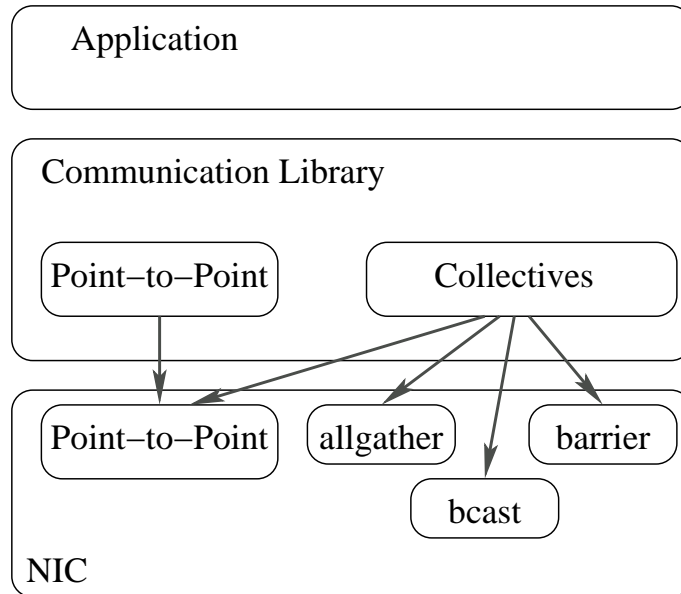 Application
Communication Library
Point−to−Point
Collectives
Point−to−Point
allgather
barrier
bcast
NIC